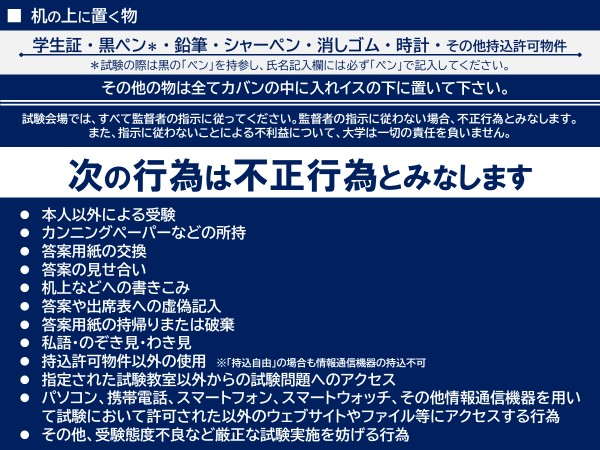 ■ 机の上に置く物
学生証・黒ペン＊・鉛筆・シャーペン・消しゴム・時計・その他持込許可物件
＊試験の際は黒の「ペン」を持参し、氏名記入欄には必ず「ペン」で記入してください。
その他の物は全てカバンの中に入れイスの下に置いて下さい。
試験会場では、すべて監督者の指示に従ってください。監督者の指示に従わない場合、不正行為とみなします。
また、指示に従わないことによる不利益について、大学は一切の責任を負いません。
次の行為は不正行為とみなします
● 本人以外による受験
● カンニングペーパーなどの所持
● 答案用紙の交換
● 答案の見せ合い
● 机上などへの書きこみ
● 答案や出席表への虚偽記入
● 答案用紙の持帰りまたは破棄
● 私語・のぞき見・わき見
● 持込許可物件以外の使用 ※「持込自由」の場合も情報通信機器の持込不可
● 指定された試験教室以外からの試験問題へのアクセス
● パソコン、携帯電話、スマートフォン、スマートウォッチ、その他情報通信機器を用い
て試験において許可された以外のウェブサイトやファイル等にアクセスする行為
● その他、受験態度不良など厳正な試験実施を妨げる行為